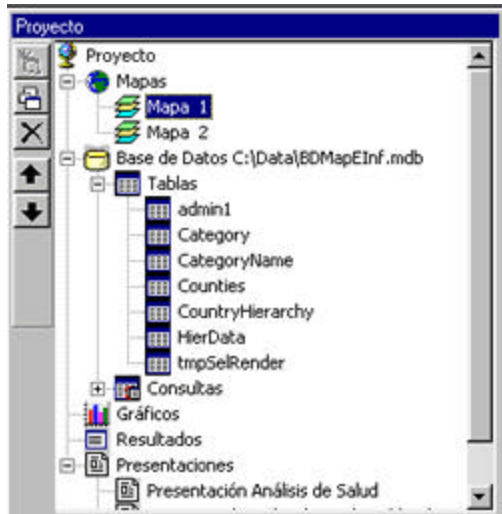 Proyecto
Proyecto
Mapas
Mapa 1
Mapa 2
Base de Datos C:\Data\BDMapEInf.mdb
Tablas
admin1
Category
CategoryName
Counties
CountryHierarchy
HierData
tmpSelRender
Consultas
Gráficos
Resultados
Presentaciones
Presentación Análisis de Salud